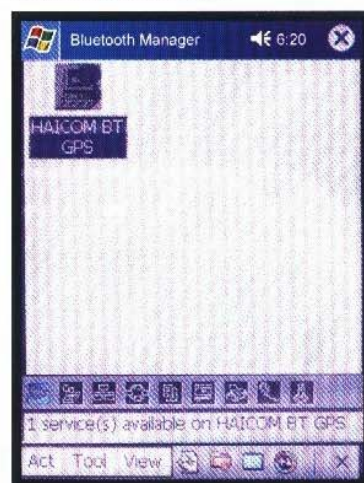 Bluetooth Manager 6:20
HAICOM BT
GPS
1 service(s) available on HAICOM BT GPS
Act Tool View